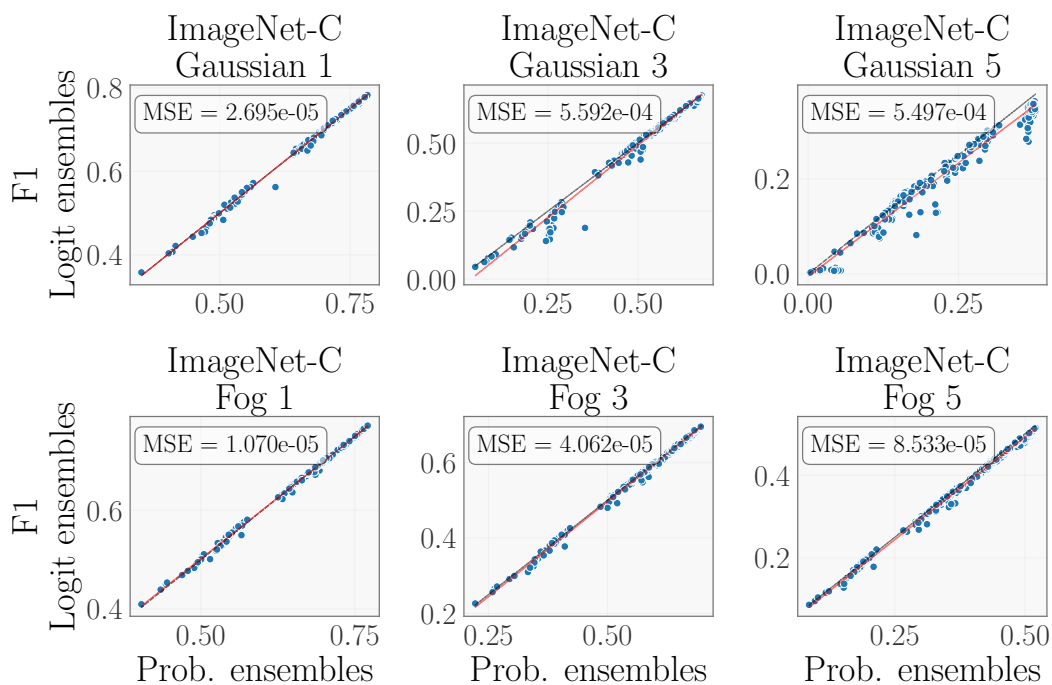 ImageNet-C
Gaussian 1
ImageNet-C
Gaussian 3
ImageNet-C
Gaussian 5
F1
Logit ensembles
0.8
0.6
0.4
MSE = 2.695e-05
0.50
0.75
0.50
0.25
0.00
MSE = 5.592e-04
0.25
0.50
0.2
0.0
MSE = 5.497e-04
0.00
0.25
ImageNet-C
Fog 1
ImageNet-C
Fog 3
ImageNet-C
Fog 5
F1
Logit ensembles
0.6
0.4
MSE = 1.070e-05
0.50
0.75
Prob. ensembles
0.6
0.4
0.2
MSE = 4.062e-05
0.25
0.50
Prob. ensembles
0.4
0.2
MSE = 8.533e-05
0.25
0.50
Prob. ensembles